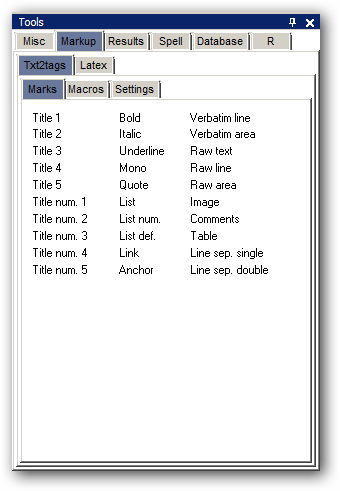 Tools
Misc Markup Results Spell Database R
Txt2tags Latex
Marks Macros Settings
Title 1 Bold Verbatim line
Title 2 Italic Verbatim area
Title 3 Underline Raw text
Title 4 Mono Raw line
Title 5 Quote Raw area
Title num. 1 List Image
Title num. 2 List num. Comments
Title num. 3 List def. Table
Title num. 4 Link Line sep. single
Title num. 5 Anchor Line sep. double